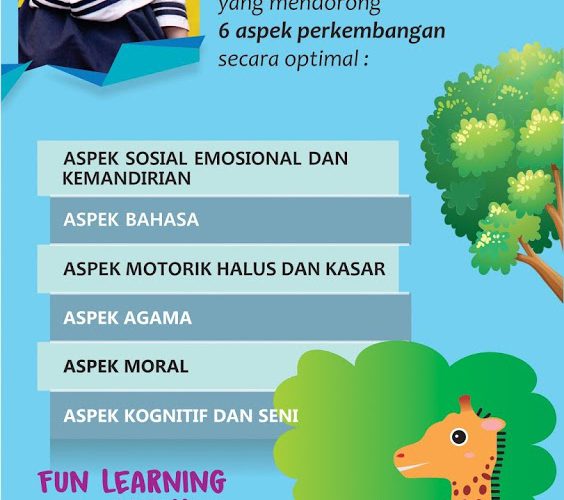 yang mendorong
6 aspek perkembangan
secara optimal :
ASPEK SOSIAL EMOSIONAL DAN
KEMANDIRIAN
ASPEK BAHASA
ASPEK MOTORIK HALUS DAN KASAR
ASPEK AGAMA
ASPEK MORAL
ASPEK KOGNITIF DAN SENI
FUN LEARNING